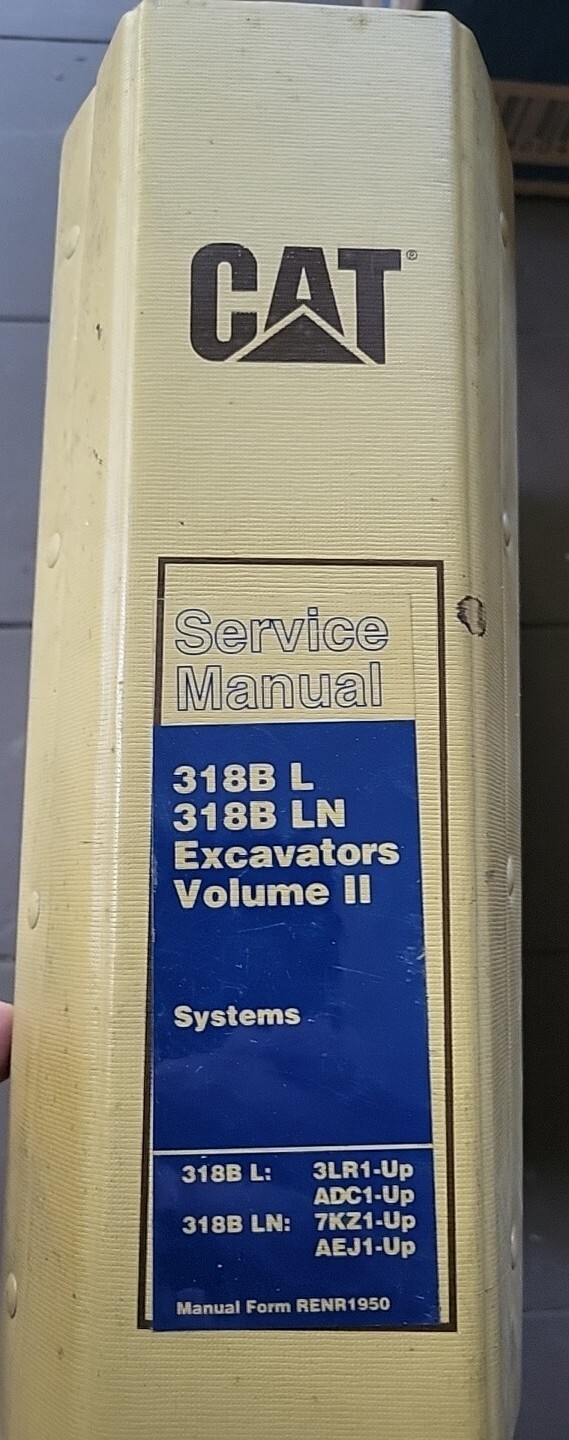 CAT®
Service
Manual
318B L
318B LN
Excavators
Volume II
Systems
318B L: 3LR1-Up
ADC1-Up
318B LN: 7KZ1-Up
AEJ1-Up
Manual Form RENR1950